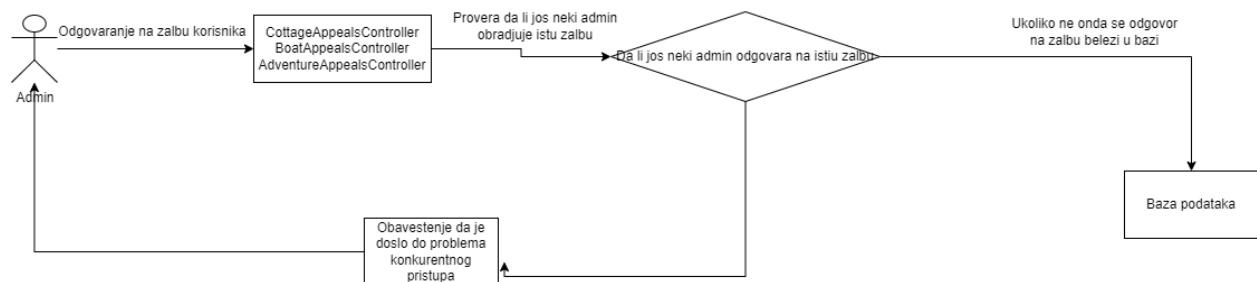 Odgovaranje na zalbu korisnika
CottageAppealsController
BoatAppealsController
AdventureAppealsController
Provera da li jos neki admin
obradjuje istu zalbu
Da li jos neki admin odgovara na istiu zalbu
Ukoliko ne onda se odgovor
na zalbu belezi u bazi
Admin
Baza podataka
Obavestenje da je
doslo do problema
konkurentnog
pristupa